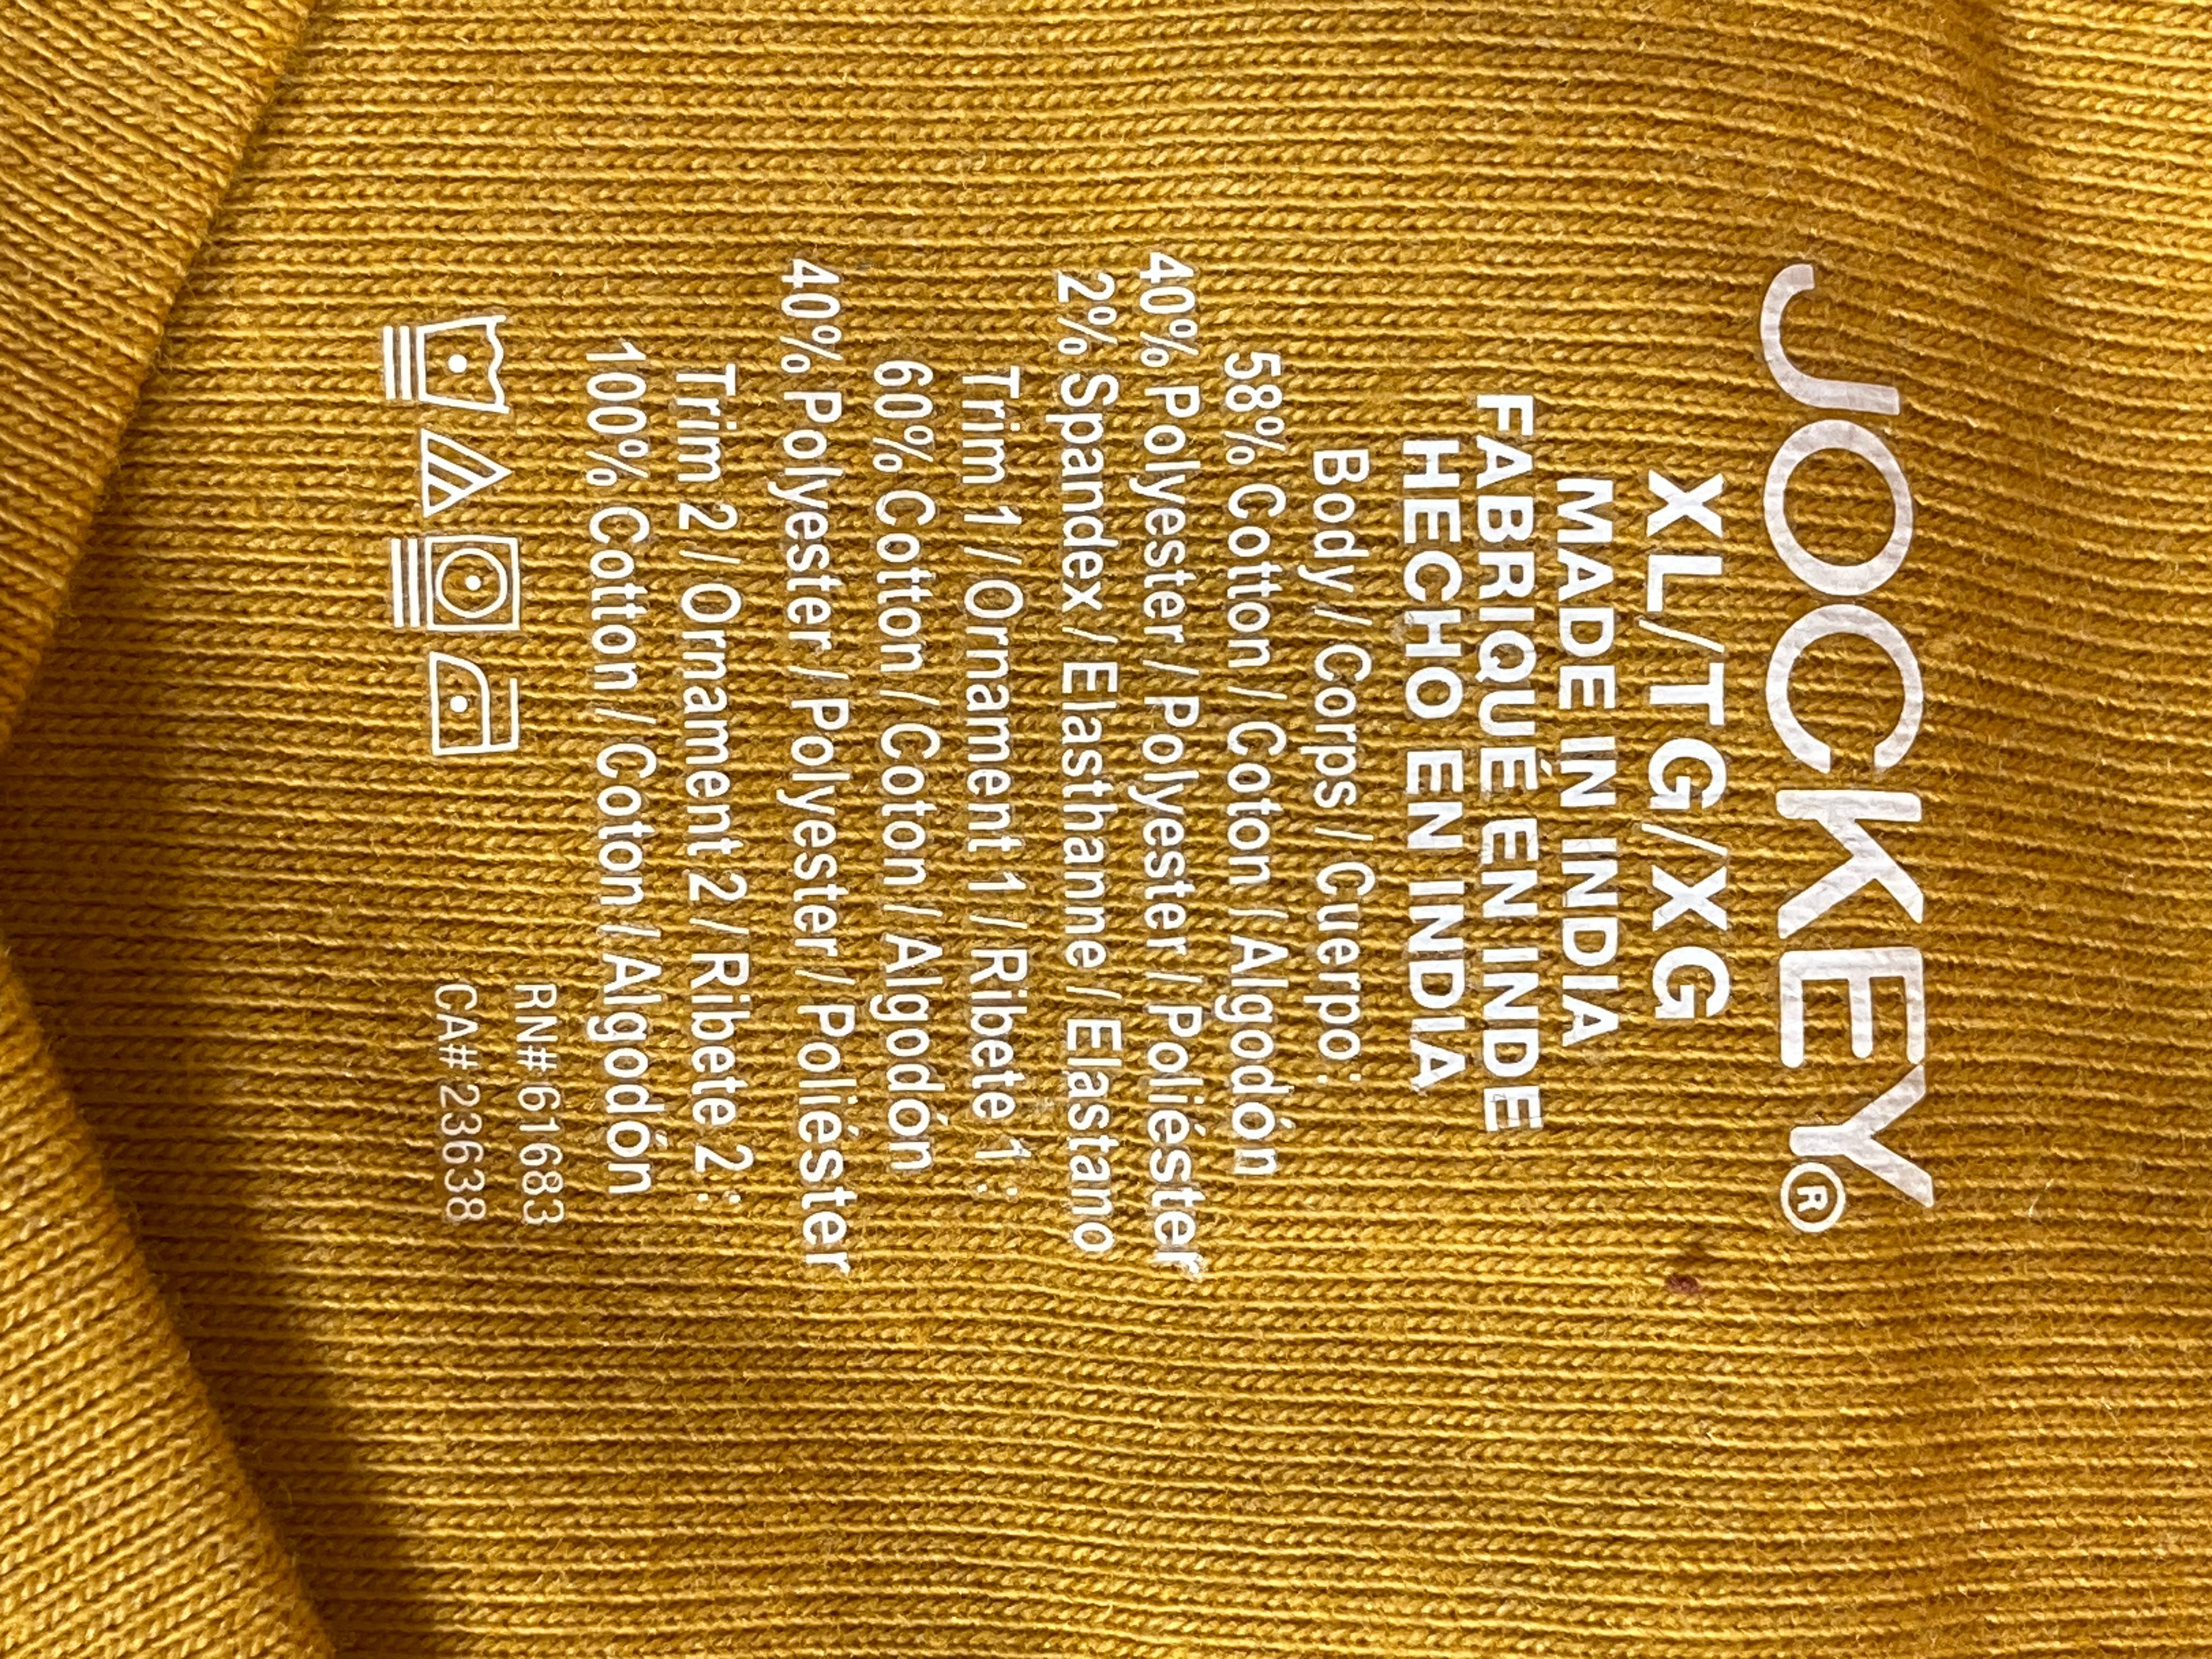 JOCKEY®
XL/TG/XG
MADE IN INDIA
FABRIQUÉ EN INDE
HECHO EN INDIA
Body / Corps / Cuerpo:
58% Cotton / Coton / Algodón
40% Polyester / Polyester / Poliéster
2% Spandex / Elasthanne / Elastano
Trim 1 / Ornament 1 / Ribete 1:
60% Cotton / Coton / Algodón
40% Polyester / Polyester / Poliéster
Trim 2 / Ornament 2 / Ribete 2:
100% Cotton / Coton / Algodón
RN# 61683
CA# 23638